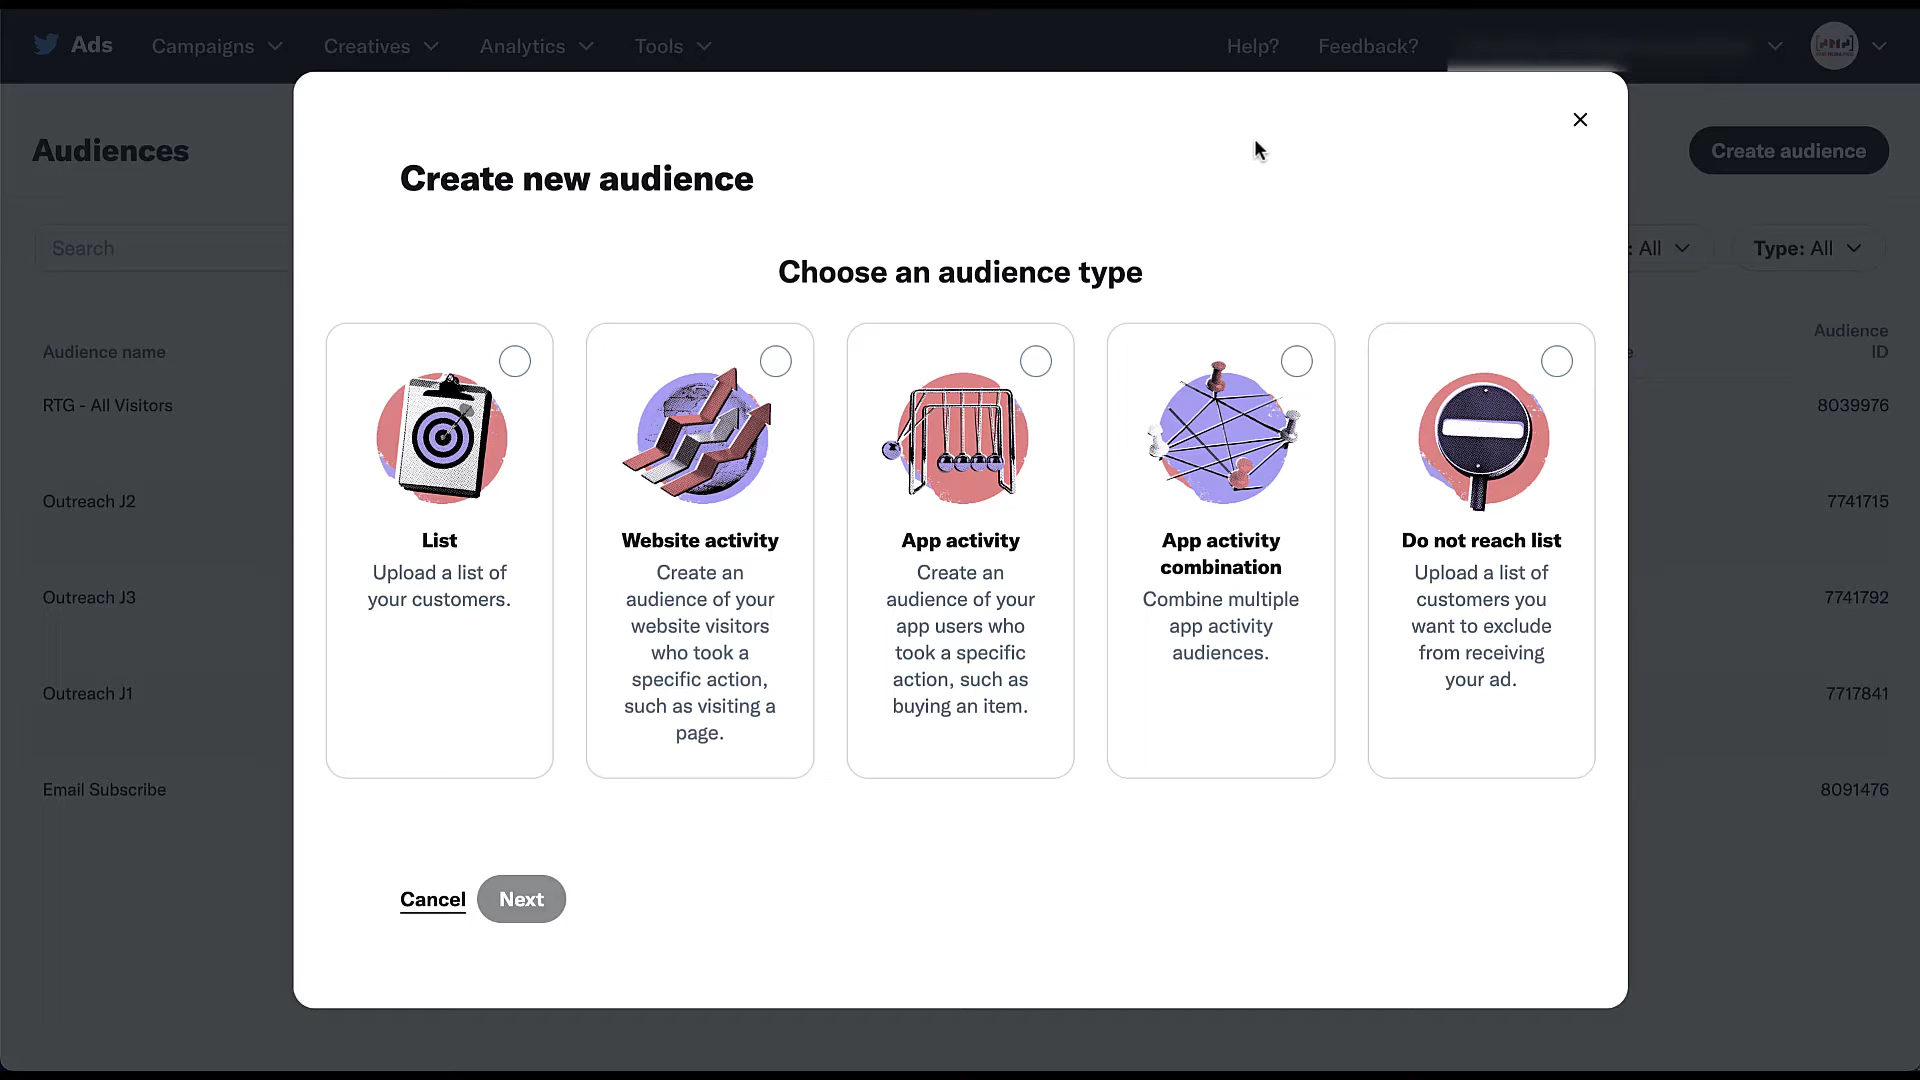 Ads
Campaigns
Creatives
Analytics
Tools
Help?
Feedback?
Audiences
Create audience
Search
: All
Type: All
Audience name
Audience
ID
RTG - All Visitors
8039976
Outreach J2
7741715
Outreach J3
7741792
Outreach J1
7717841
Email Subscribe
8091476
Create new audience
Choose an audience type
List
Upload a list of
your customers.
Website activity
Create an
audience of your
website visitors
who took a
specific action,
such as visiting a
page.
App activity
Create an
audience of your
app users who
took a specific
action, such as
buying an item.
App activity
combination
Combine multiple
app activity
audiences.
Do not reach list
Upload a list of
customers you
want to exclude
from receiving
your ad.
Cancel
Next